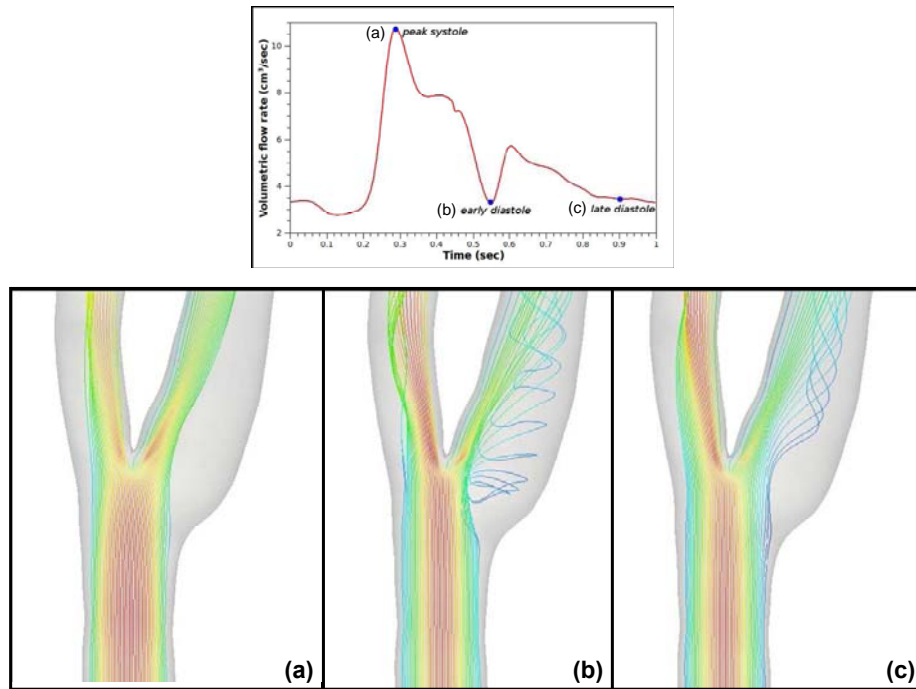 (a) peak systole
10
8
6
4
2
Volumetric flow rate (cm³/sec)
(b) early diastole
(c) late diastole
0 0.1 0.2 0.3 0.4 0.5 0.6 0.7 0.8 0.9 1
Time (sec)
(a) (b) (c)